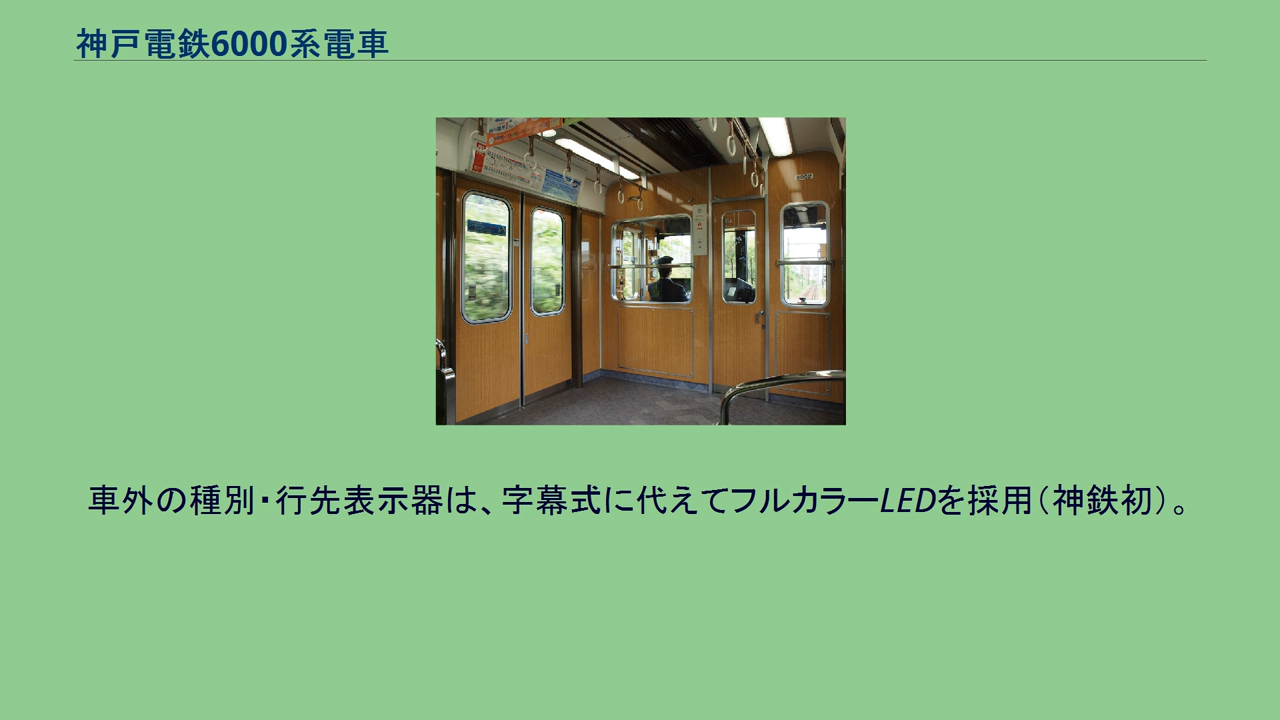 神戸電鉄6000系電車
車外の種別・行先表示器は、字幕式に代えてフルカラーLEDを採用（神鉄初）。